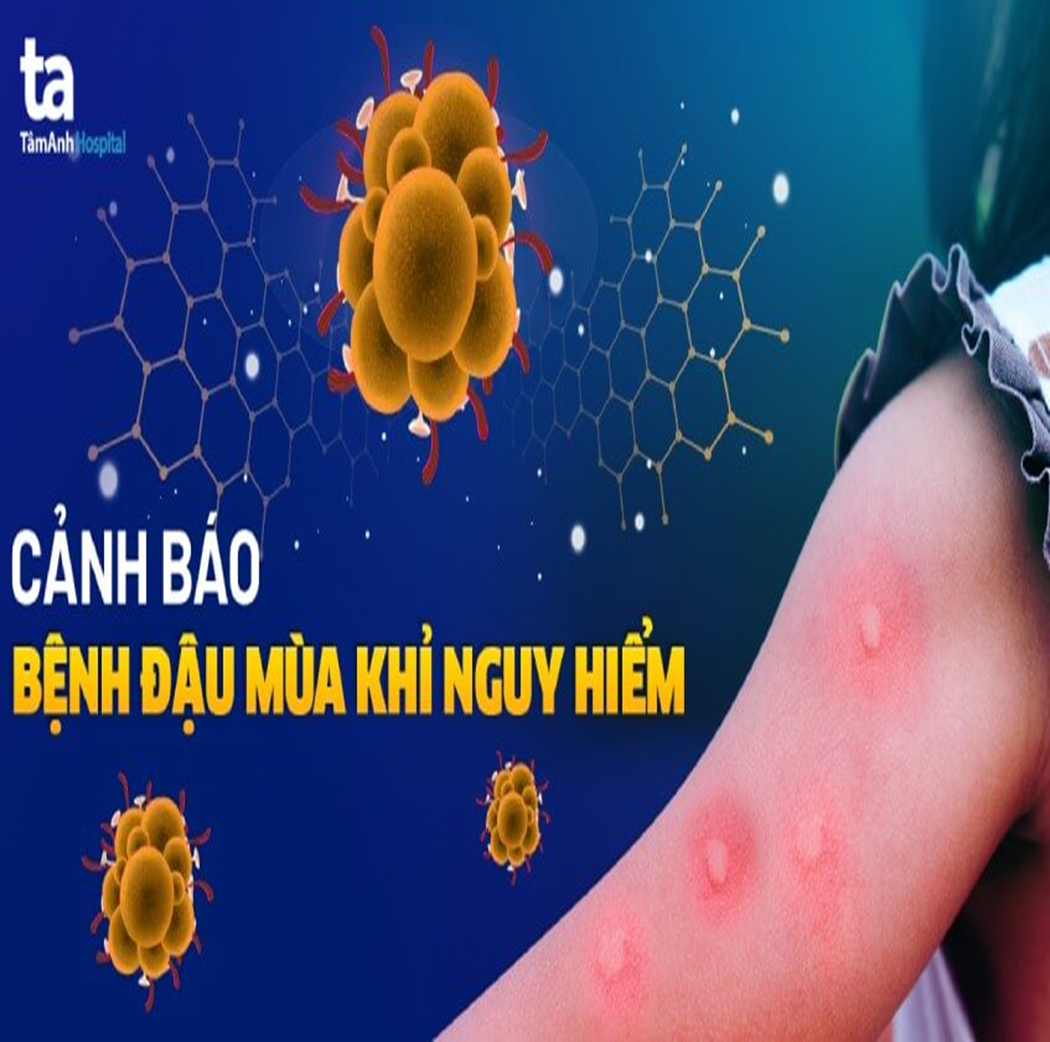 ta
TâmAnh Hospital
CẢNH BÁO
BỆNH ĐẬU MÙA KHỈ NGUY HIỂM